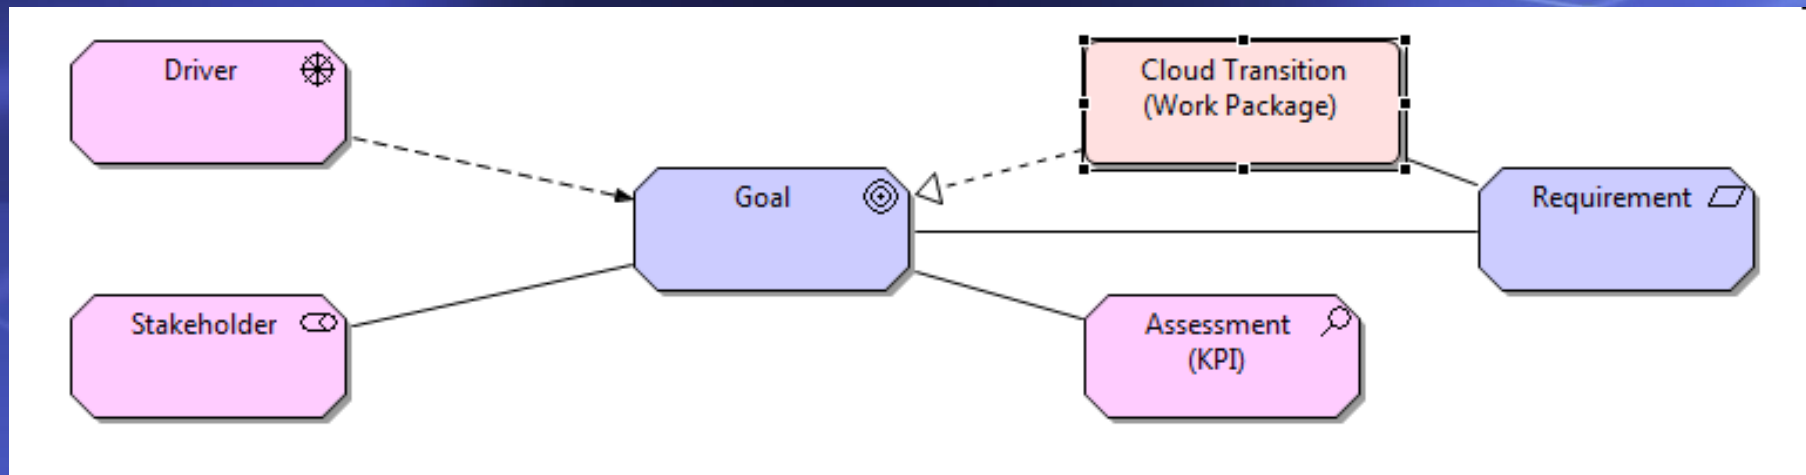 Driver
Cloud Transition
(Work Package)
Goal
Requirement
Stakeholder
Assessment
(KPI)